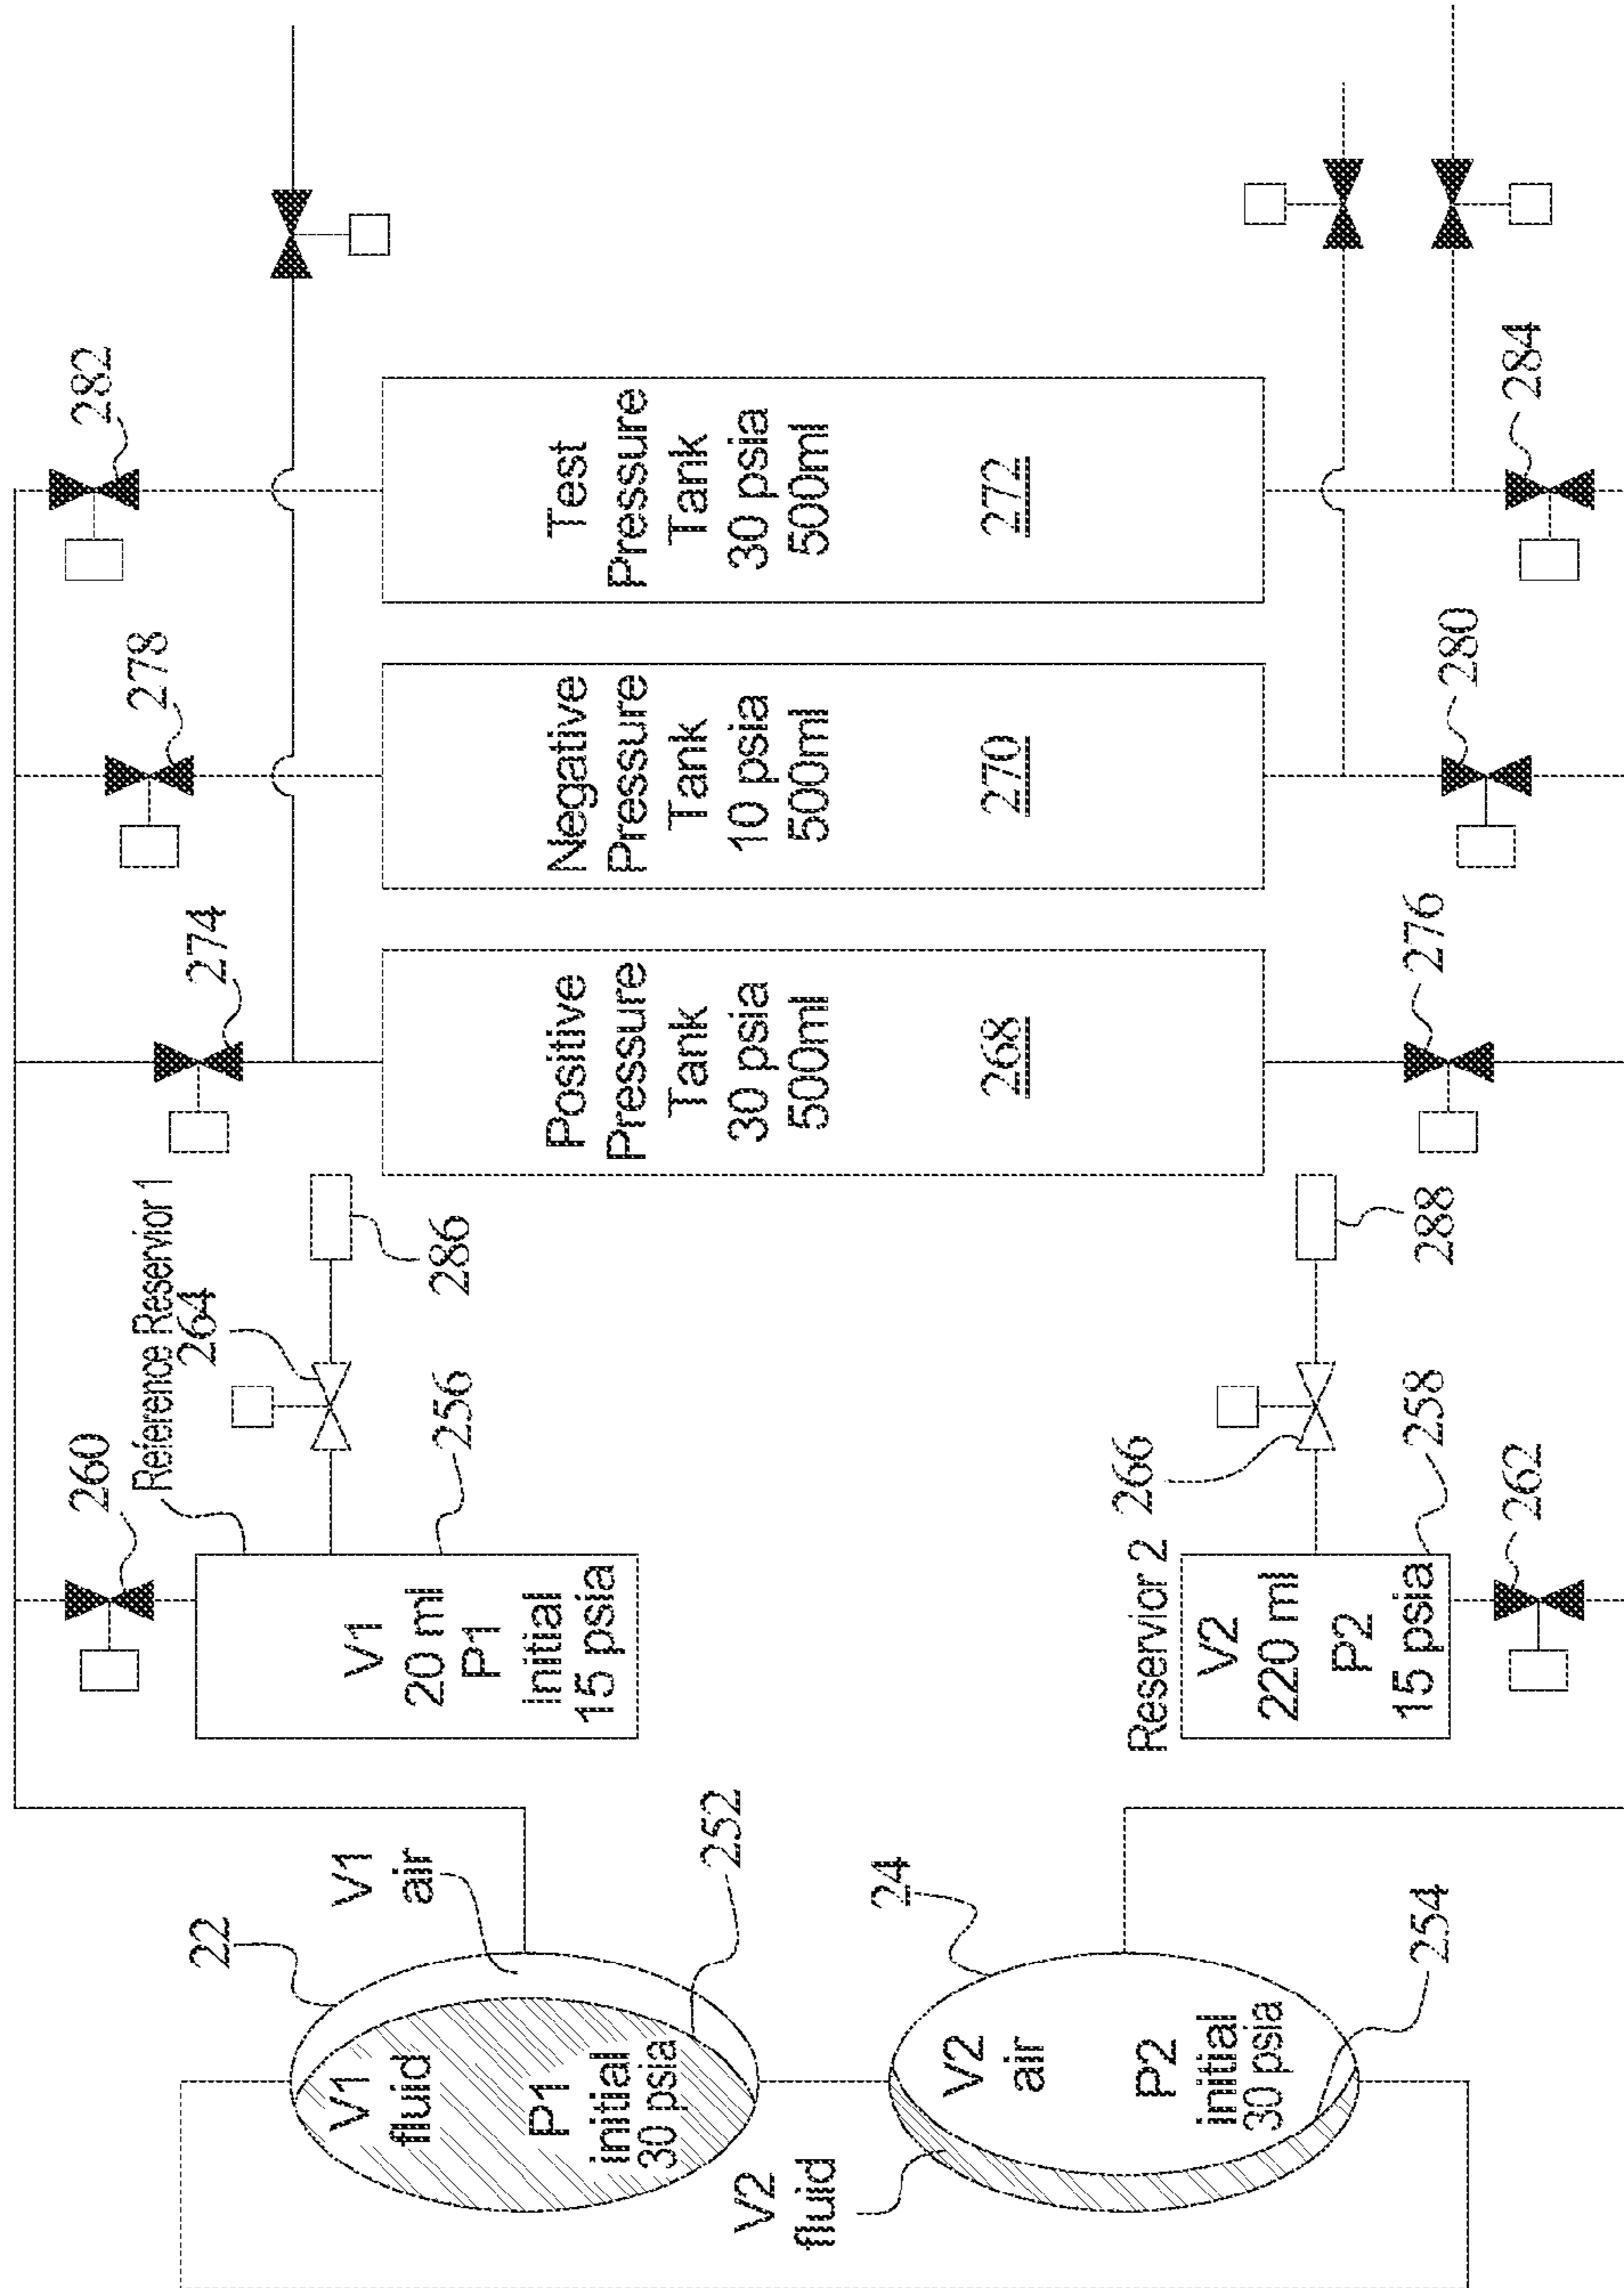 282
278
274
Reference Reservior 1
260
264
286
256
V1
20 ml
P1
initial
15 psia
Test
Pressure
Tank
30 psia
500ml
272
Negative
Pressure
Tank
10 psia
500ml
270
Positive
Pressure
Tank
30 psia
500ml
268
284
280
276
288
266
258
262
Reservior 2
V2
220 ml
P2
15 psia
22
V1
air
252
V1
fluid
P1
initial
30 psia
24
254
V2
air
P2
initial
30 psia
V2
fluid